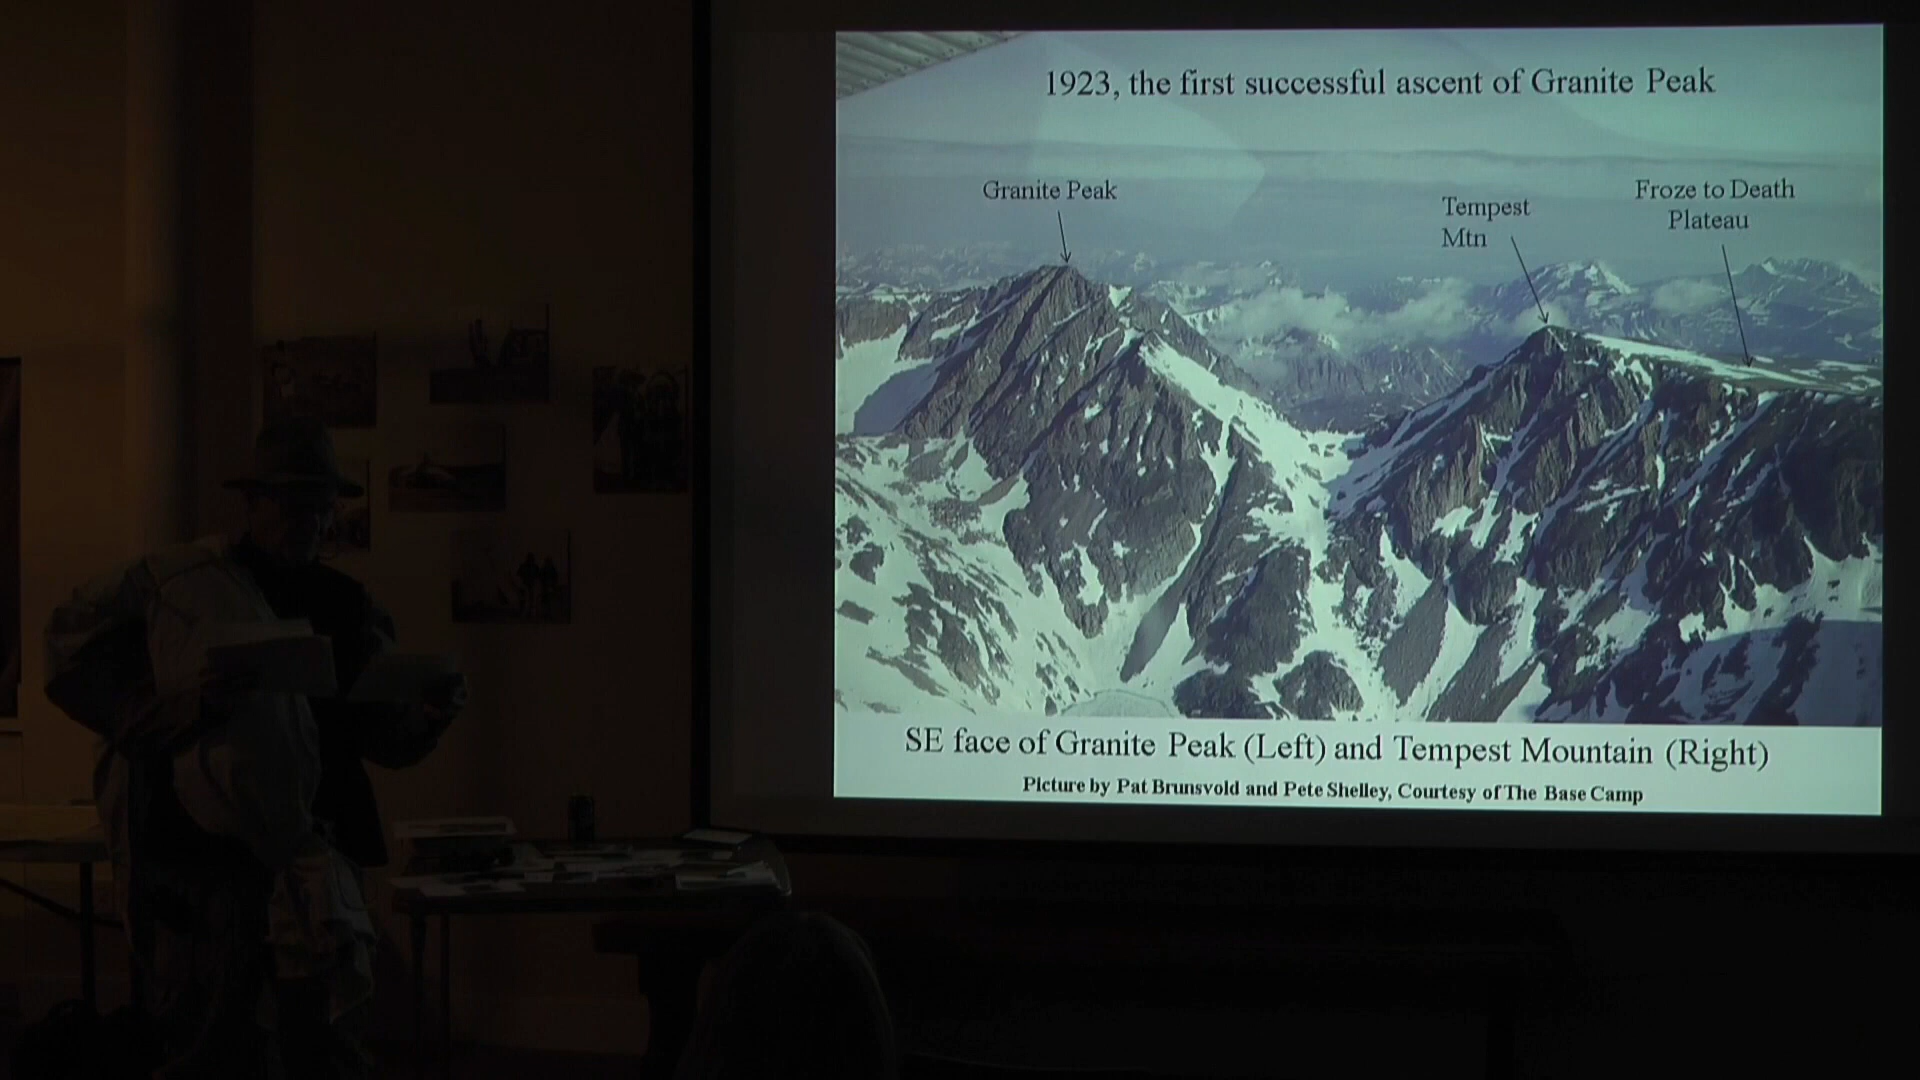 1923, the first successful ascent of Granite Peak
Granite Peak
Tempest
Mtn
Froze to Death
Plateau
SE face of Granite Peak (Left) and Tempest Mountain (Right)
Picture by Pat Brunsvold and Pete Shelley, Courtesy of The Base Camp